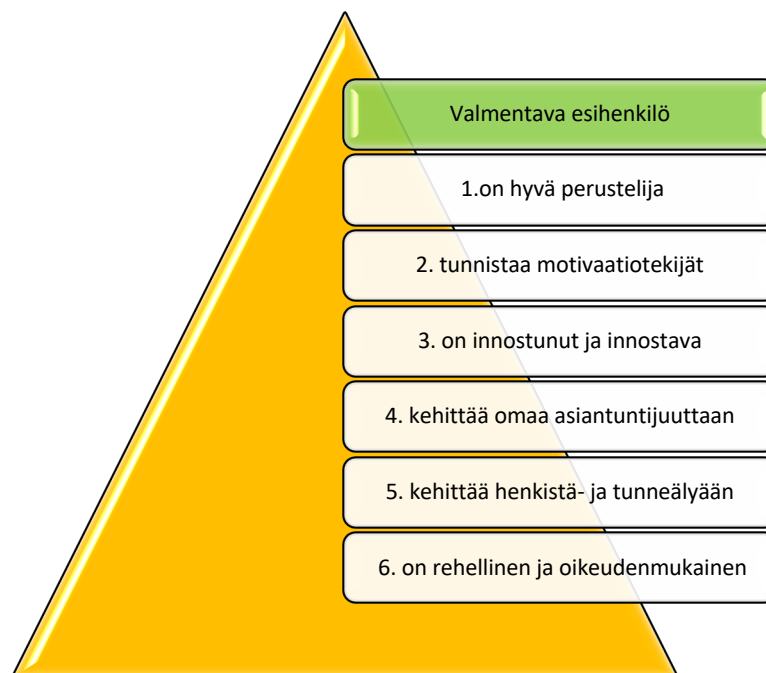 Valmentava esihenkilö
1.on hyvä perustelija
2. tunnistaa motivaatiotekijät
3. on innostunut ja innostava
4. kehittää omaa asiantuntijuuttaan
5. kehittää henkistä- ja tunneälyään
6. on rehellinen ja oikeudenmukainen